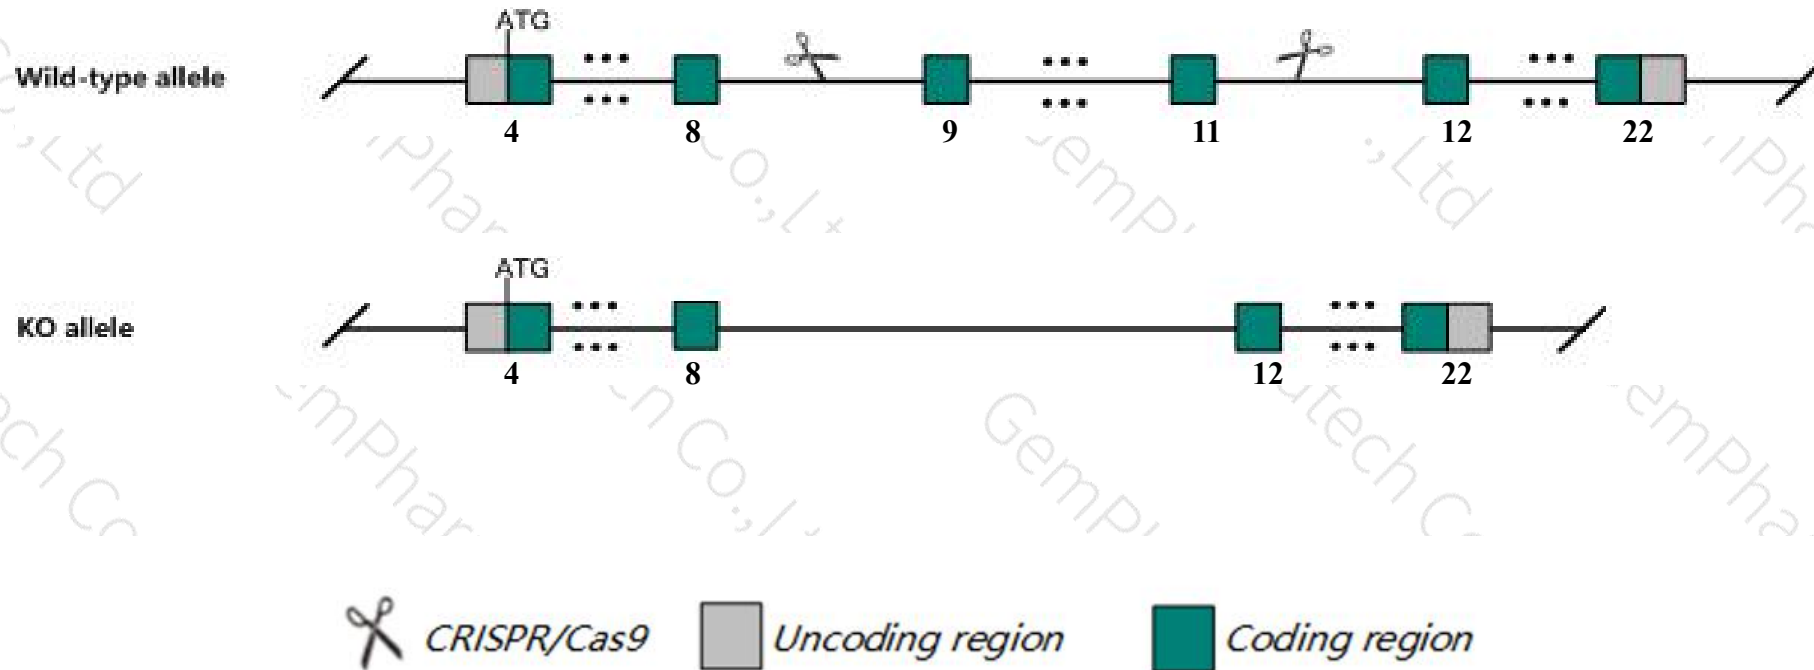 ATG
Wild-type allele
4 8 9 11 12 22
ATG
KO allele
4 8 12 22
CRISPR/Cas9 Uncoding region Coding region